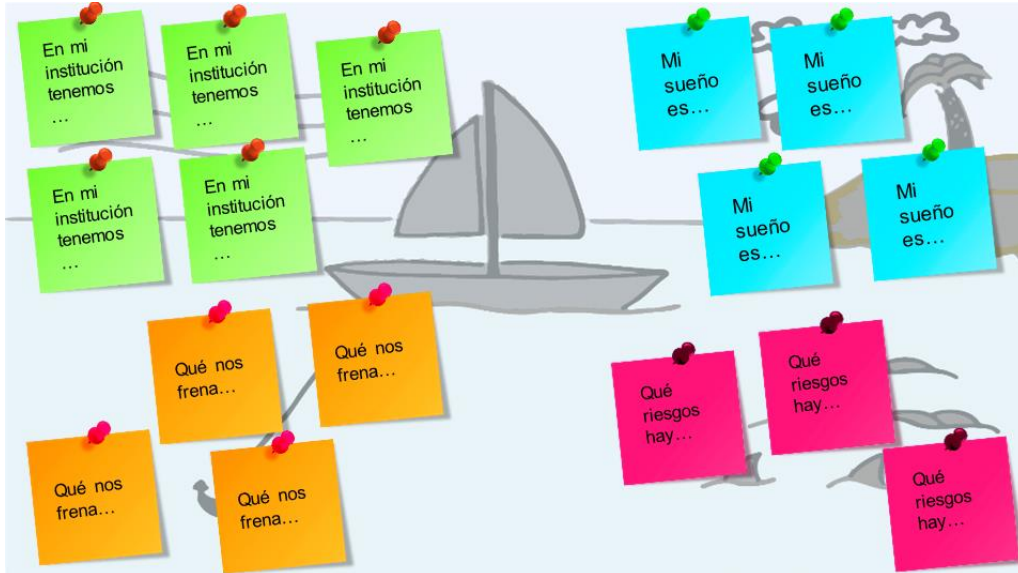 En mi
institución
tenemos
…
En mi
institución
tenemos
…
En mi
institución
tenemos
…
En mi
institución
tenemos
…
En mi
institución
tenemos
…
Mi
sueño
es…
Mi
sueño
es…
Mi
sueño
es…
Mi
sueño
es…
Qué nos
frena…
Qué nos
frena…
Qué nos
frena…
Qué nos
frena…
Qué
riesgos
hay…
Qué
riesgos
hay…
Qué
riesgos
hay…